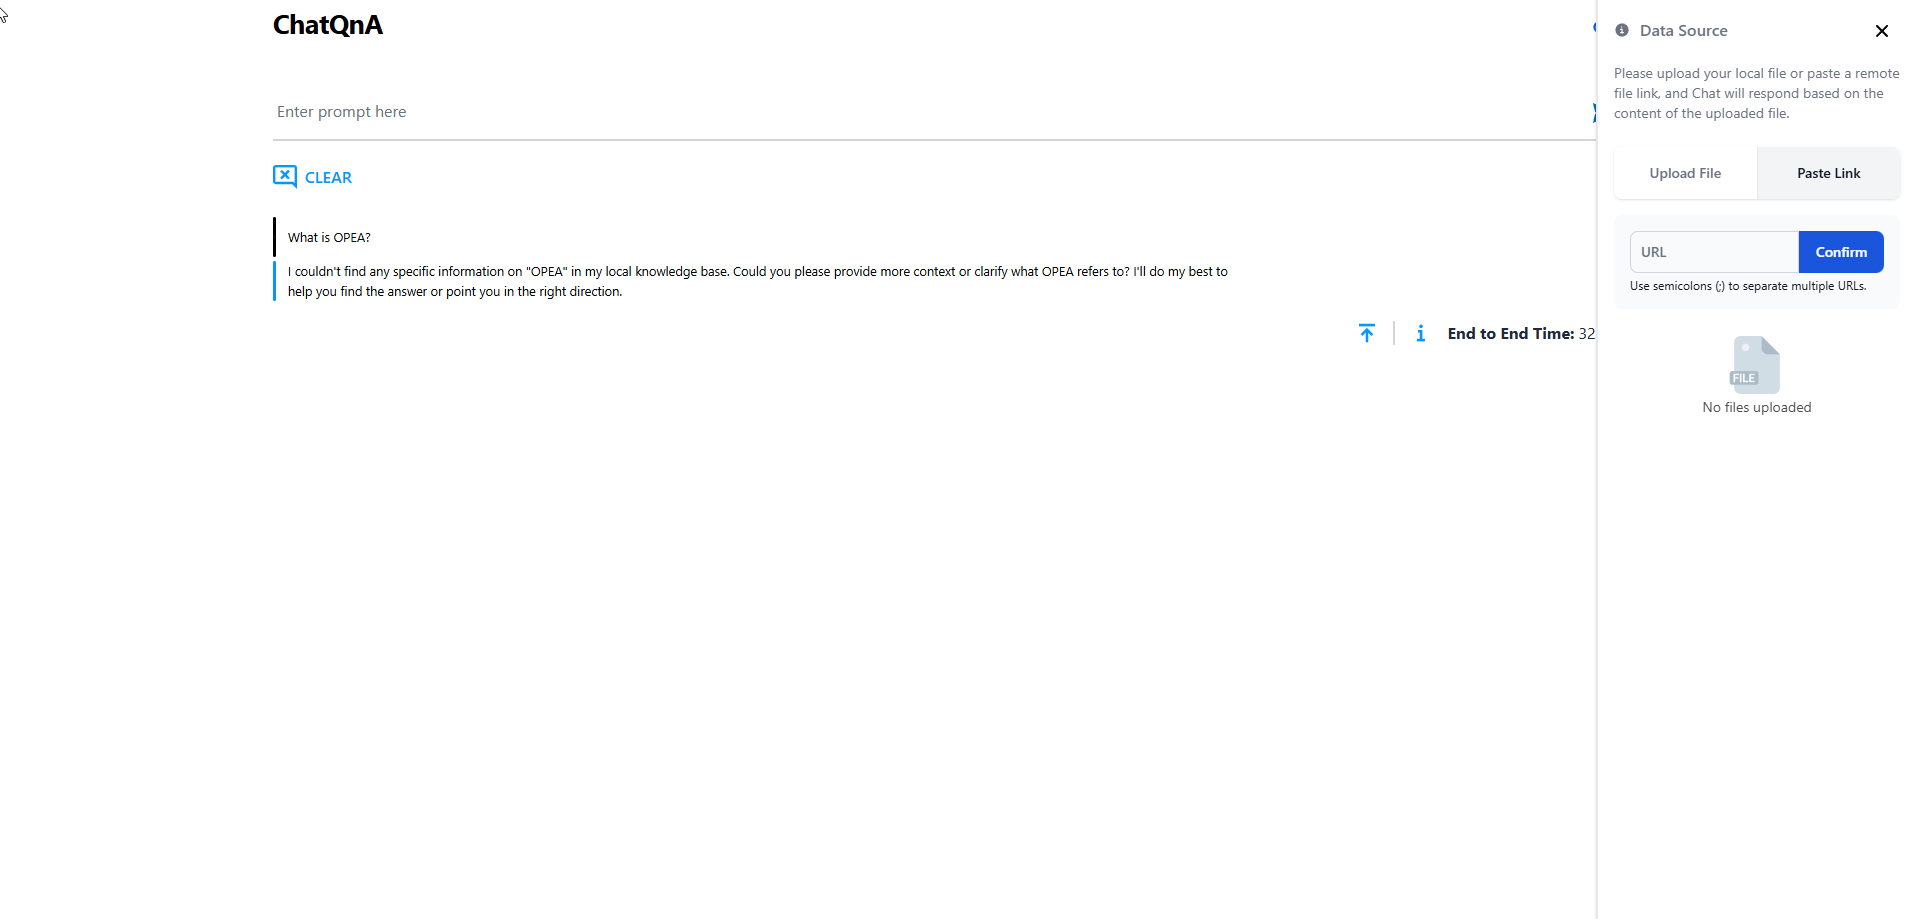 ChatQnA
Enter prompt here
CLEAR
What is OPEA?
I couldn't find any specific information on "OPEA" in my local knowledge base. Could you please provide more context or clarify what OPEA refers to? I'll do my best to
help you find the answer or point you in the right direction.
End to End Time: 32
Data Source
Please upload your local file or paste a remote
file link, and Chat will respond based on the
content of the uploaded file.
Upload File
Paste Link
URL
Confirm
Use semicolons (;) to separate multiple URLs.
FILE
No files uploaded